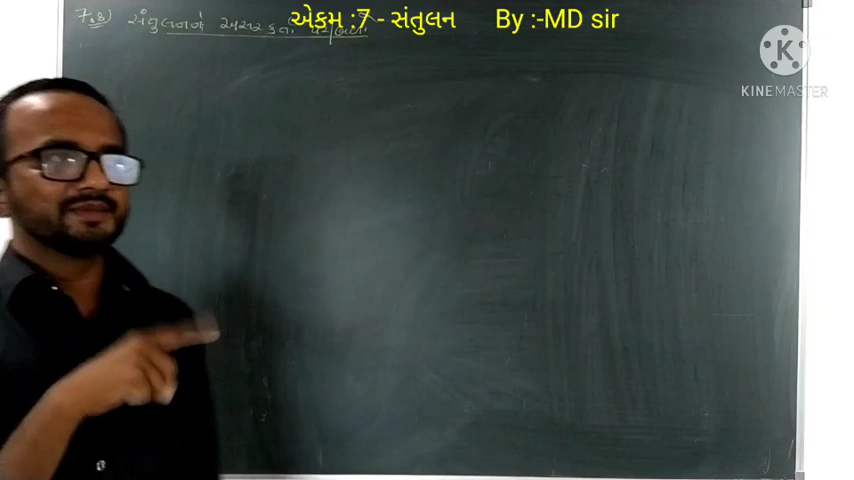 એકમ :7 - સંતુલન By :-MD sir
7.8) સંતુલનને અસર કરતાં પરિબળો
K
KINEMASTER